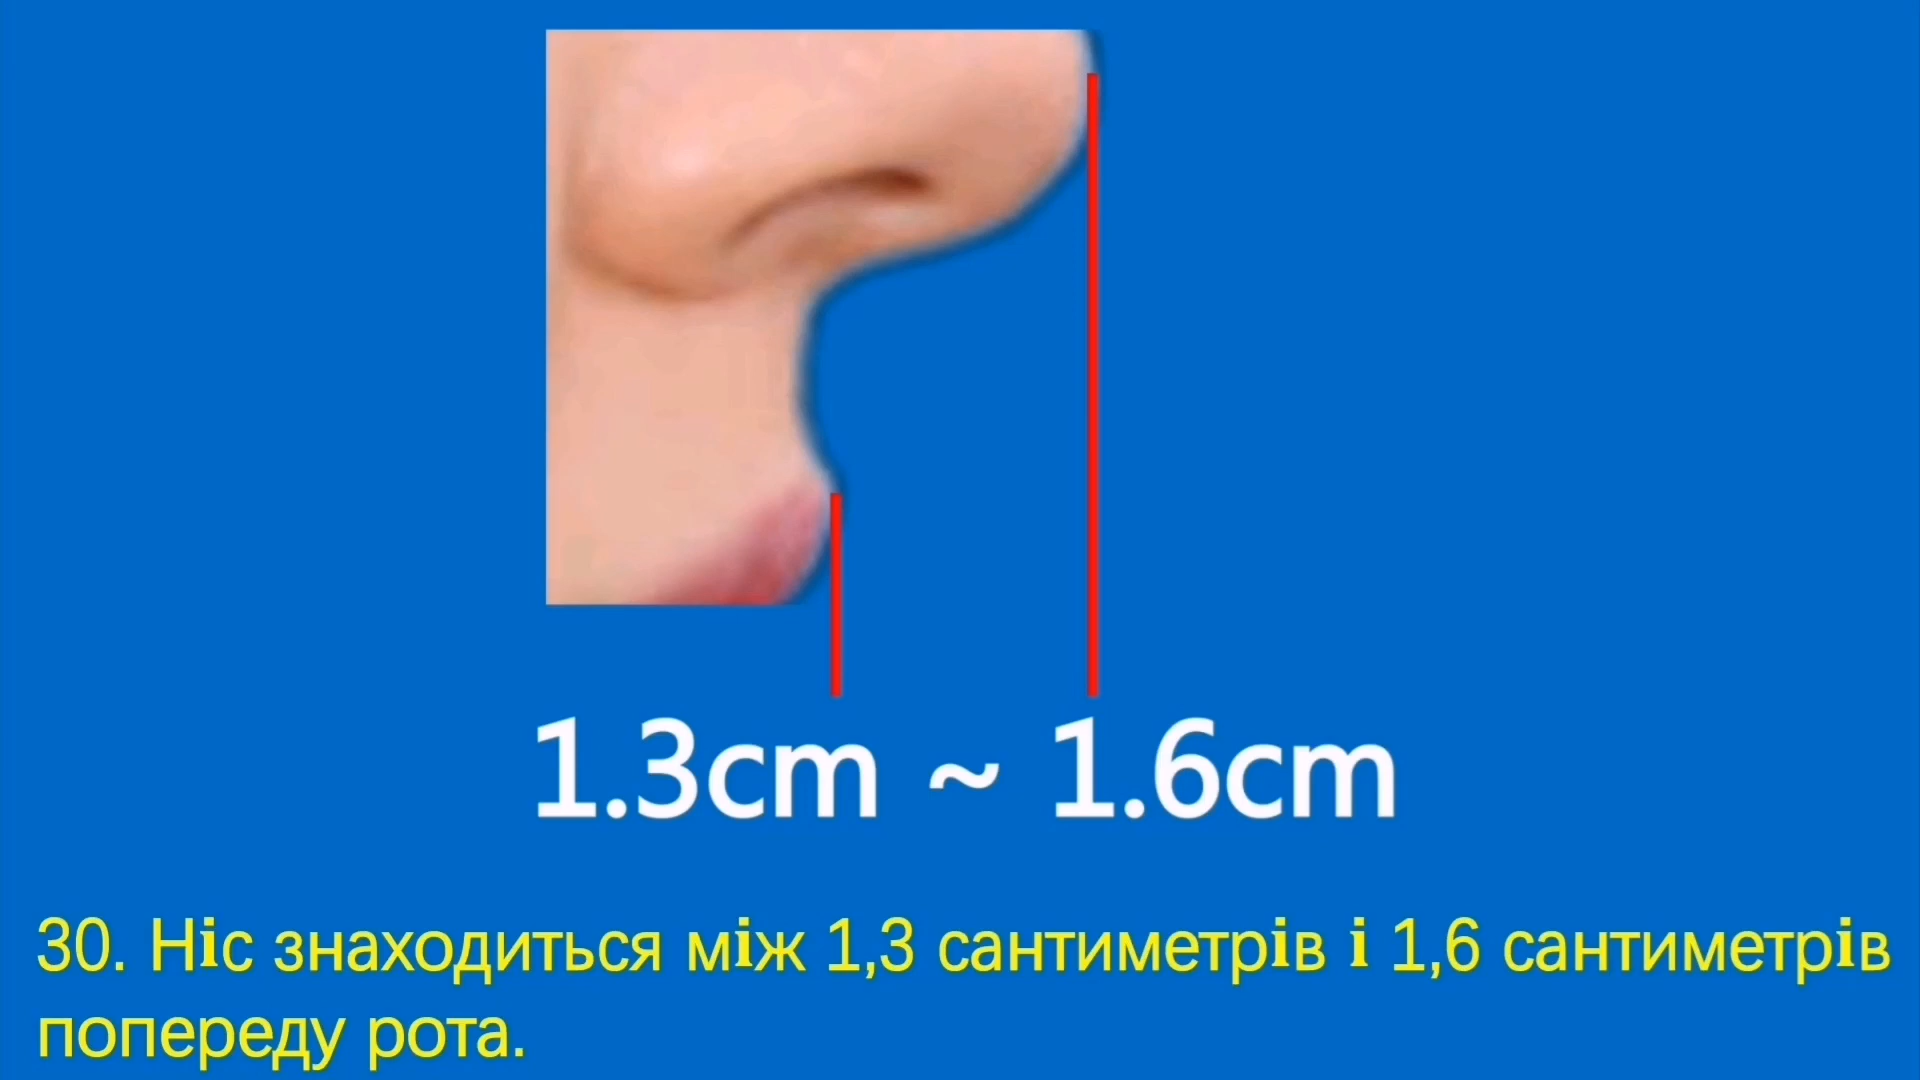 1.3cm ~ 1.6cm
30. Ніс знаходиться між 1,3 сантиметрів і 1,6 сантиметрів
попереду рота.